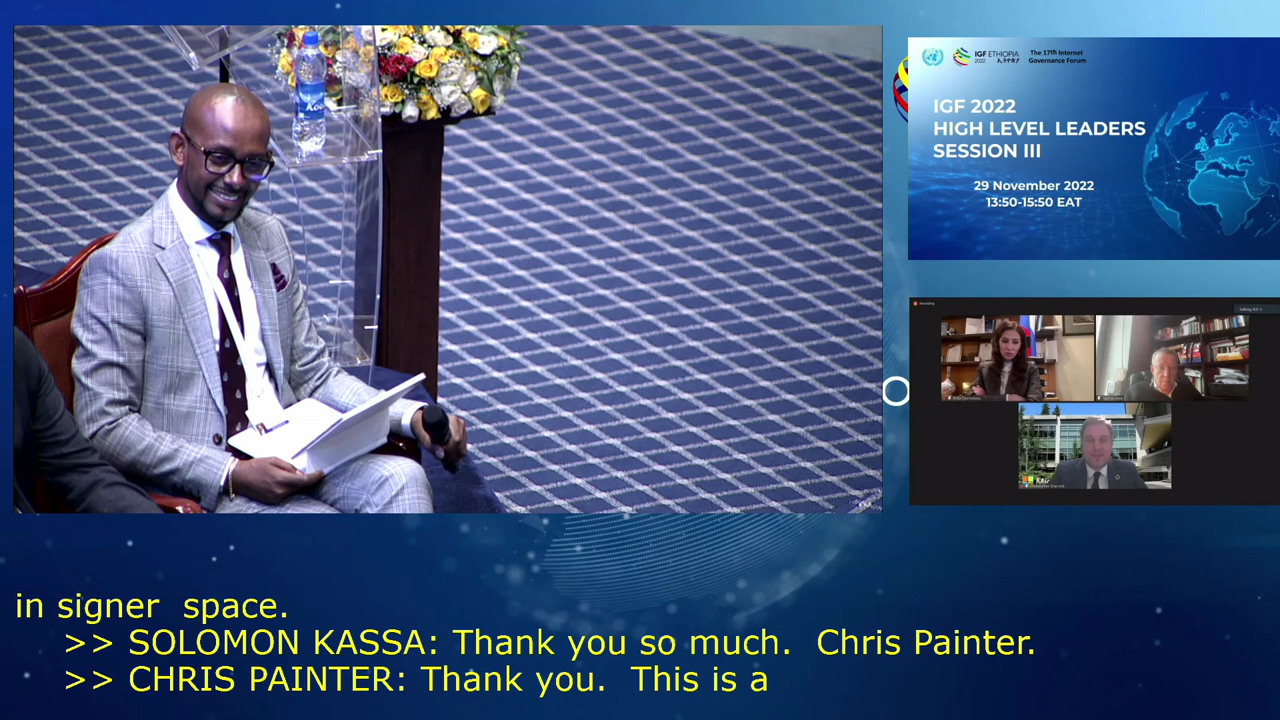 IGF ETHIOPIA
2022 ኢትዮጵያ
The 17th Internet
Governance Forum
IGF 2022
HIGH LEVEL LEADERS
SESSION III
29 November 2022
13:50-15:50 EAT
Recording
in signer space.
>> SOLOMON KASSA: Thank you so much. Chris Painter.
>> CHRIS PAINTER: Thank you. This is a